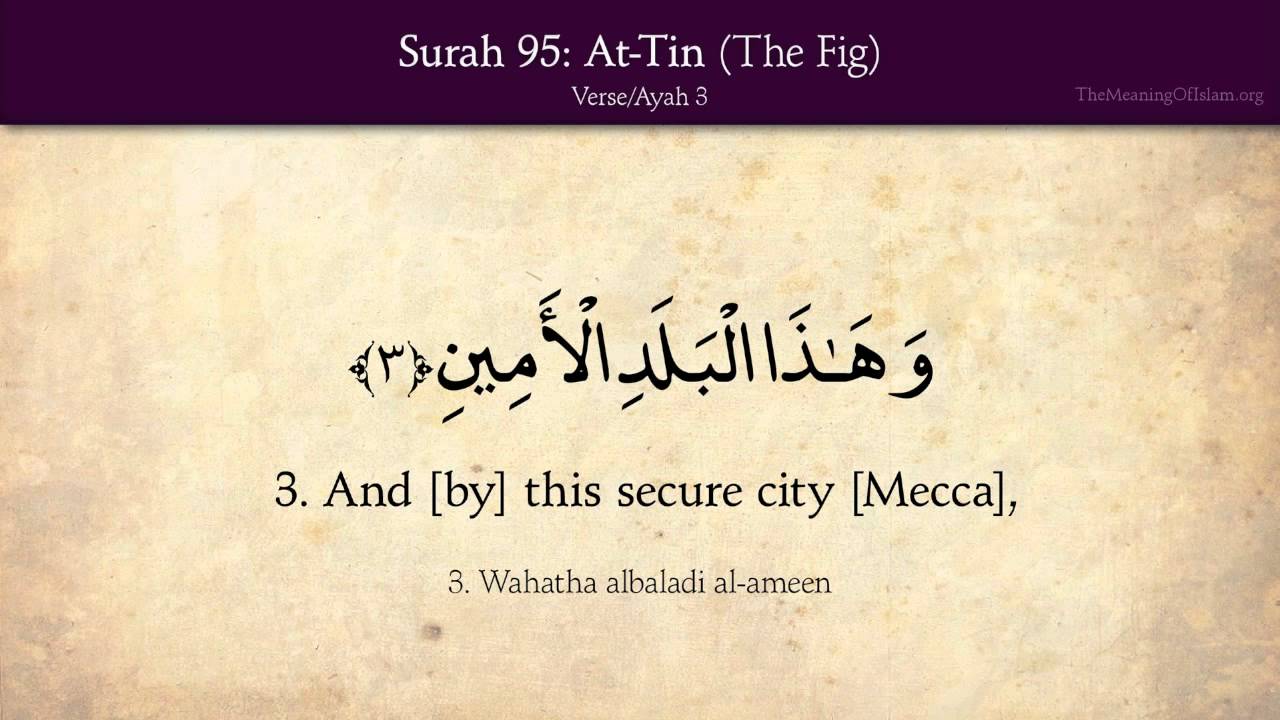 Surah 95: At-Tin (The Fig)
Verse/Ayah 3
TheMeaningOfIslam.org
وَهَـٰذَا الْبَلَدِ الْأَمِينِ ﴿٣﴾
3. And [by] this secure city [Mecca],
3. Wahatha albaladi al-ameen